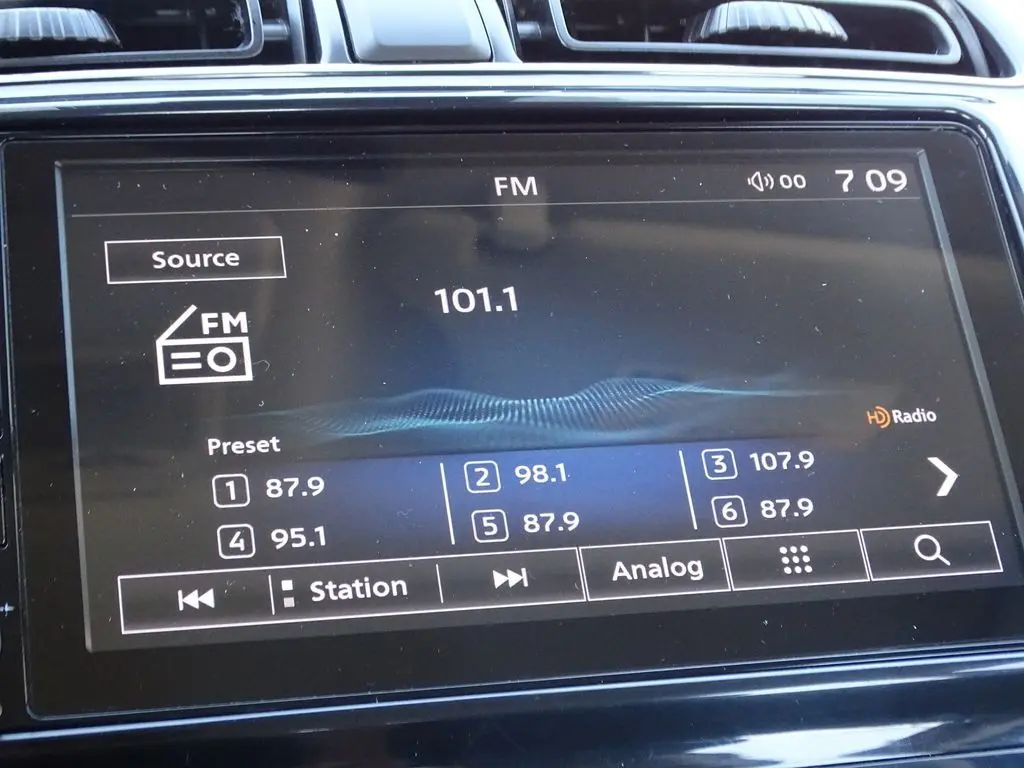 FM 00 7 09
Source
FM
101.1
HD Radio
Preset
1 87.9 2 98.1 3 107.9
4 95.1 5 87.9 6 87.9
Station Analog